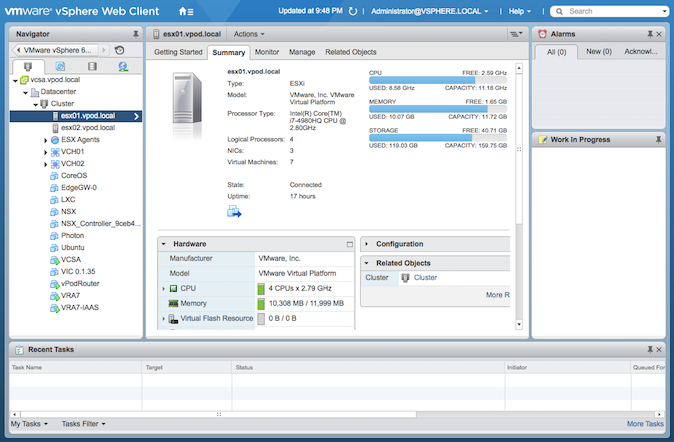 vmware® vSphere Web Client
Updated at 9:48 PM
Administrator@VSPHERE.LOCAL
Help
Search
Navigator
VMware vSphere 6...
vcsa.vpod.local
Datacenter
Cluster
esx01.vpod.local
esx02.vpod.local
ESX Agents
VCH01
VCH02
CoreOS
EdgeGW-0
LXC
NSX
NSX_Controller_9ceb4...
Photon
Ubuntu
VCSA
VIC 0.1.35
vPodRouter
VRA7
VRA7-IAAS
esx01.vpod.local
Actions
Getting Started Summary Monitor Manage Related Objects
esx01.vpod.local
Type: ESXi
Model: VMware, Inc. VMware
Virtual Platform
Processor Type: Intel(R) Core(TM)
i7-4980HQ CPU @
2.80GHz
Logical Processors: 4
NICs: 3
Virtual Machines: 7
State: Connected
Uptime: 17 hours
CPU FREE: 2.59 GHz
USED: 8.58 GHz CAPACITY: 11.18 GHz
MEMORY FREE: 1.65 GB
USED: 10.07 GB CAPACITY: 11.72 GB
STORAGE FREE: 40.71 GB
USED: 119.03 GB CAPACITY: 159.75 GB
Hardware
Manufacturer VMware, Inc.
Model VMware Virtual Platform
CPU 4 CPUs x 2.79 GHz
Memory 10,308 MB / 11,999 MB
Virtual Flash Resource 0 B / 0 B
Configuration
Related Objects
Cluster Cluster
More R
Alarms
All (0) New (0) Acknowl...
Work In Progress
Recent Tasks
Task Name Target Status Initiator Queued For
My Tasks Tasks Filter More Tasks